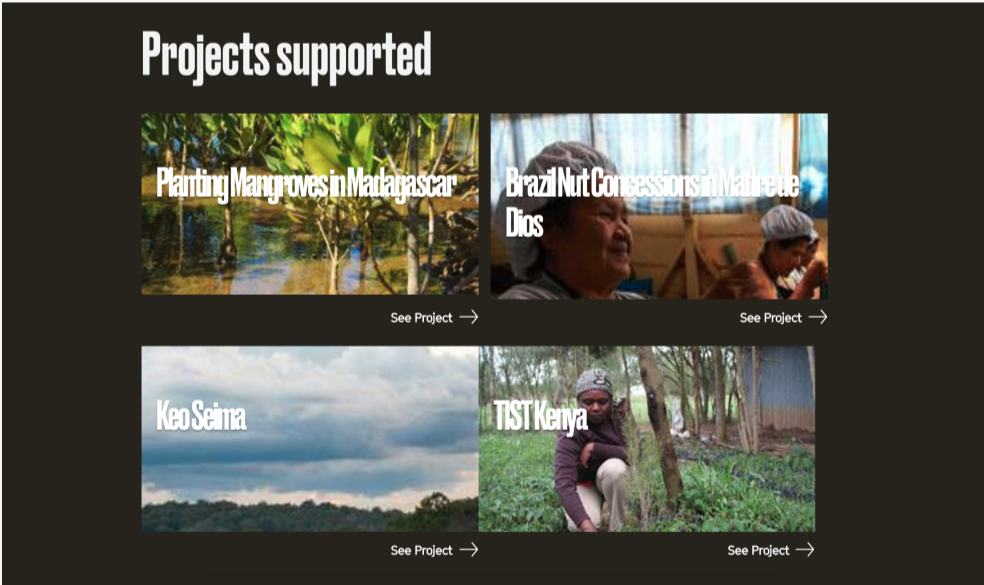 Projects supported
Planting Mangroves in Madagascar
Brazil Nut Concessions in Madre de
Dios
See Project
See Project
Keo Seima
TIST Kenya
See Project
See Project